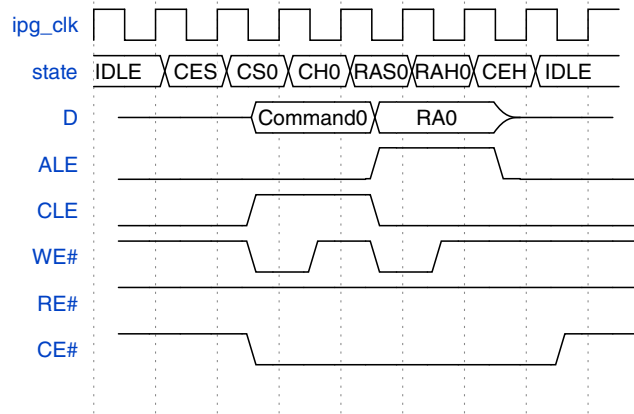 ipg_clk
state IDLE CES CS0 CH0 RAS0 RAH0 CEH IDLE
D Command0 RA0
ALE
CLE
WE#
RE#
CE#